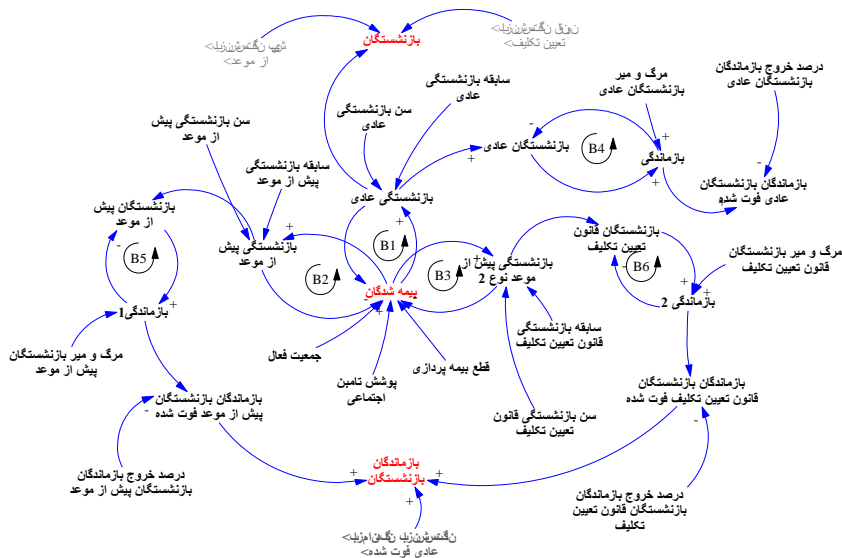 بازنشستگان
از موعد>
تعیین تکلیف>
سابقه بازنشستگی
عادی
سن بازنشستگی
عادی
مرگ و میر
بازنشستگان عادی
درصد خروج بازماندگان
بازنشستگان عادی
سن بازنشستگی پیش
از موعد
سابقه بازنشستگی
پیش از موعد
بازنشستگان عادی
B4
بازماندگی
بازماندگان بازنشستگان
عادی فوت شده
بازنشستگی عادی
بازنشستگان پیش
از موعد
بازنشستگی پیش
از موعد
B1
B5
B2
B3
بازنشستگی پیش از
موعد نوع 2
بازنشستگان قانون
تعیین تکلیف
B6
مرگ و میر بازنشستگان
قانون تعیین تکلیف
بیمه شدگان
بازماندگی1
بازماندگی 2
مرگ و میر بازنشستگان
پیش از موعد
جمعیت فعال
پوشش تامین
اجتماعی
قطع بیمه پردازی
سابقه بازنشستگی
قانون تعیین تکلیف
سن بازنشستگی قانون
تعیین تکلیف
بازماندگان بازنشستگان
پیش از موعد فوت شده
بازماندگان بازنشستگان
قانون تعیین تکلیف فوت شده
درصد خروج بازماندگان
بازنشستگان پیش از موعد
بازماندگان
بازنشستگان
درصد خروج بازماندگان
بازنشستگان قانون تعیین
تکلیف
عادی فوت شده>